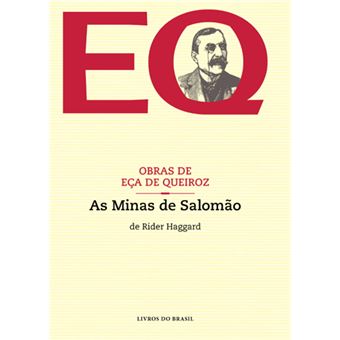 EQ
OBRAS DE
EÇA DE QUEIROZ
As Minas de Salomão
de Rider Haggard
LIVROS DO BRASIL